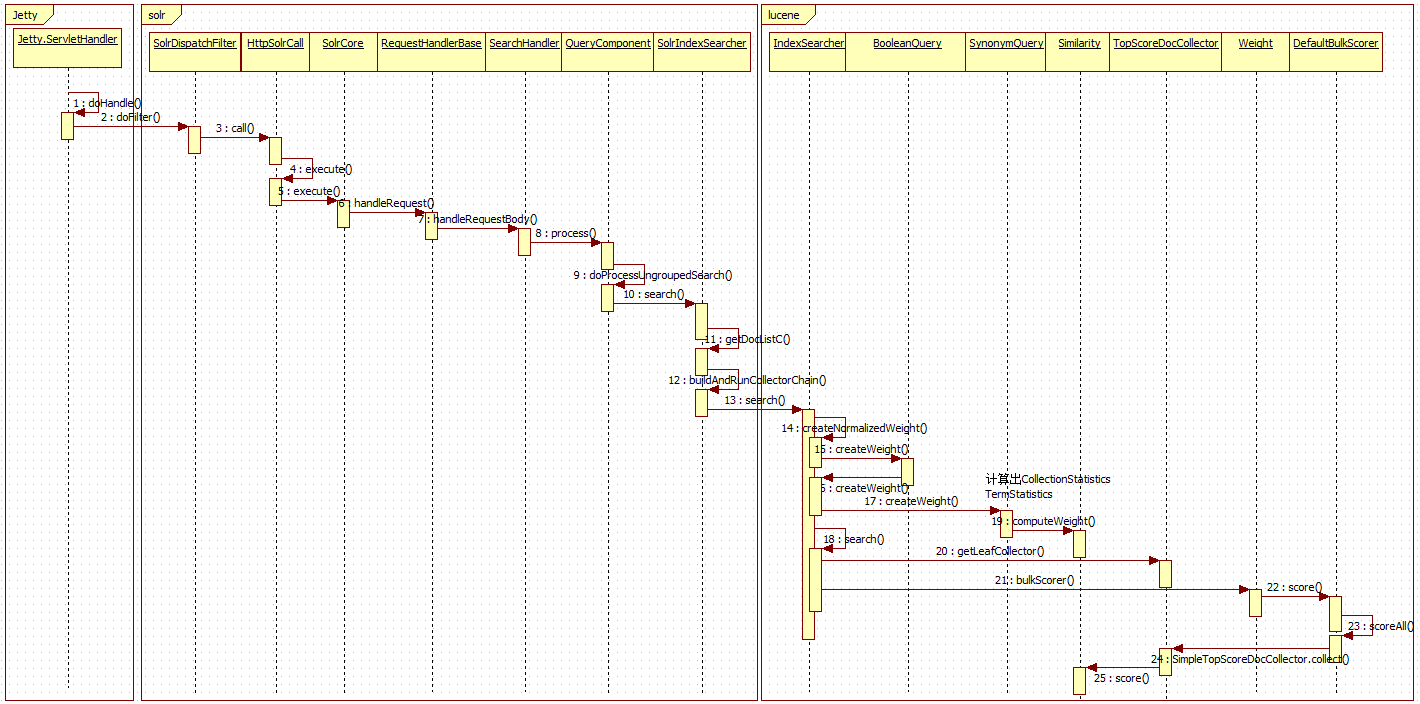 Jetty
solr
lucene
Jetty.ServletHandler
SolrDispatchFilter
HttpSolrCall
SolrCore
RequestHandlerBase
SearchHandler
QueryComponent
SolrIndexSearcher
IndexSearcher
BooleanQuery
SynonymQuery
Similarity
TopScoreDocCollector
Weight
DefaultBulkScorer
1 : doHandle()
2 : doFilter()
3 : call()
4 : execute()
5 : execute()
6 : handleRequest()
7 : handleRequestBody()
8 : process()
9 : doProcessUngroupedSearch()
10 : search()
11 : getDocListC()
12 : buildAndRunCollectorChain()
13 : search()
14 : createNormalizedWeight()
15 : createWeight()
计算出CollectionStatistics
TermStatistics
6 : createWeight()
17 : createWeight()
19 : computeWeight()
18 : search()
20 : getLeafCollector()
21 : bulkScorer()
22 : score()
23 : scoreAll()
24 : SimpleTopScoreDocCollector.collect()
25 : score()